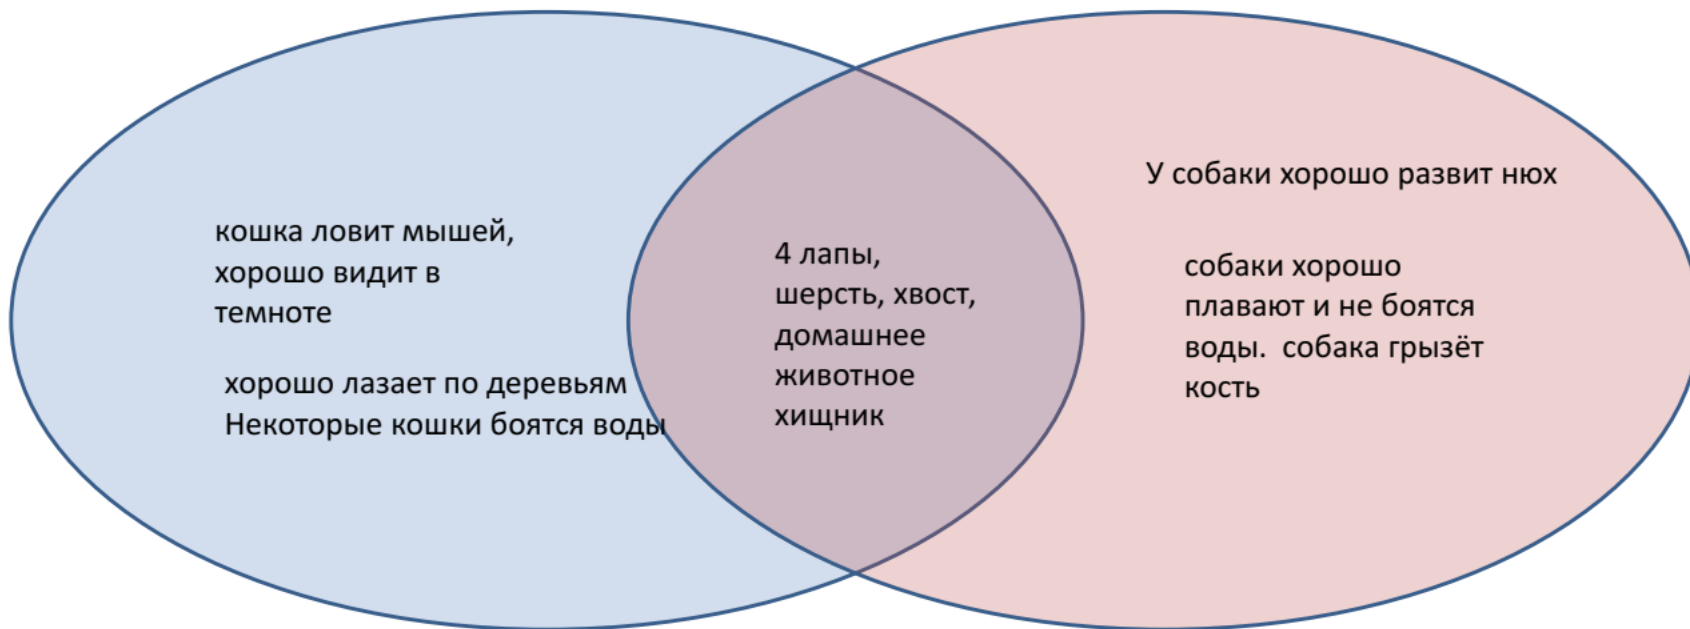 кошка ловит мышей,
хорошо видит в
темноте
хорошо лазает по деревьям
Некоторые кошки боятся воды
4 лапы,
шерсть, хвост,
домашнее
животное
хищник
У собаки хорошо развит нюх
собаки хорошо
плавают и не боятся
воды.  собака грызёт
кость